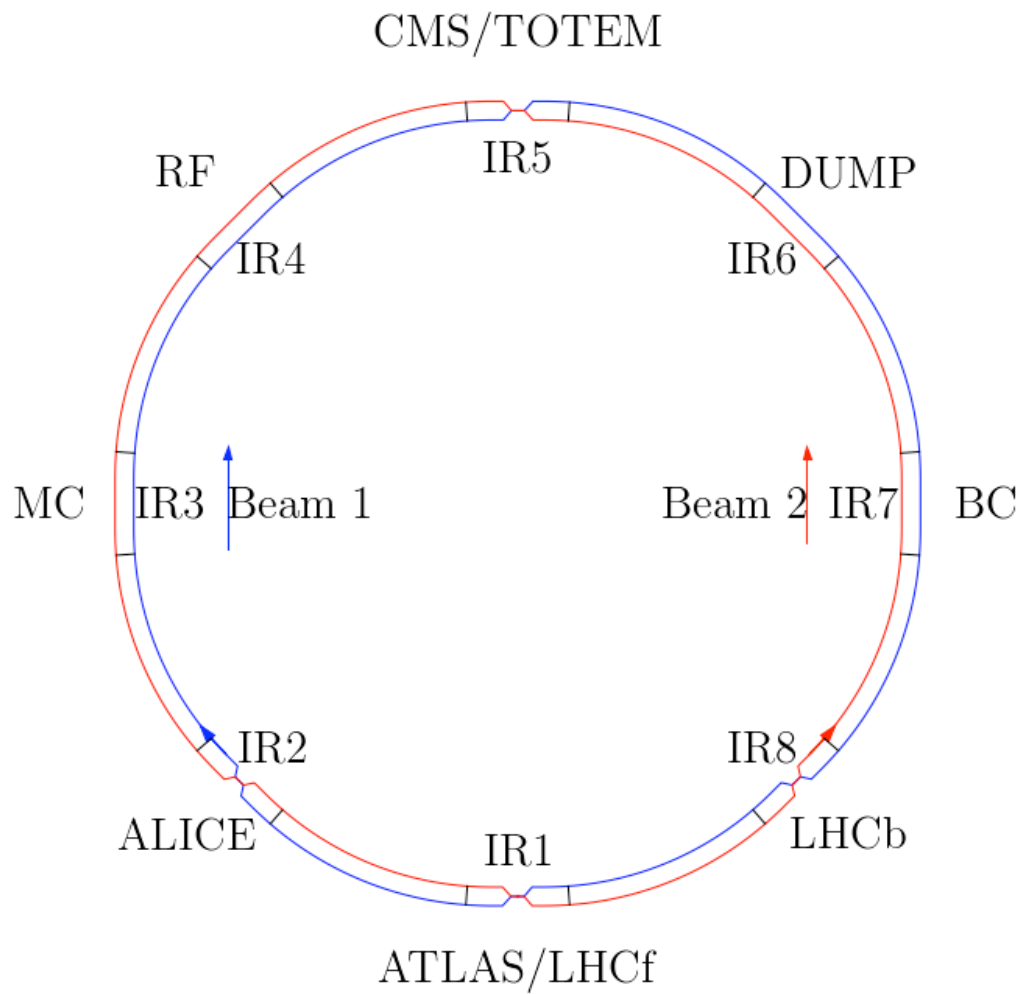 CMS/TOTEM
IR5
RF
DUMP
IR4
IR6
MC
IR3
Beam 1
Beam 2
IR7
BC
IR2
IR8
ALICE
IR1
LHCb
ATLAS/LHCf